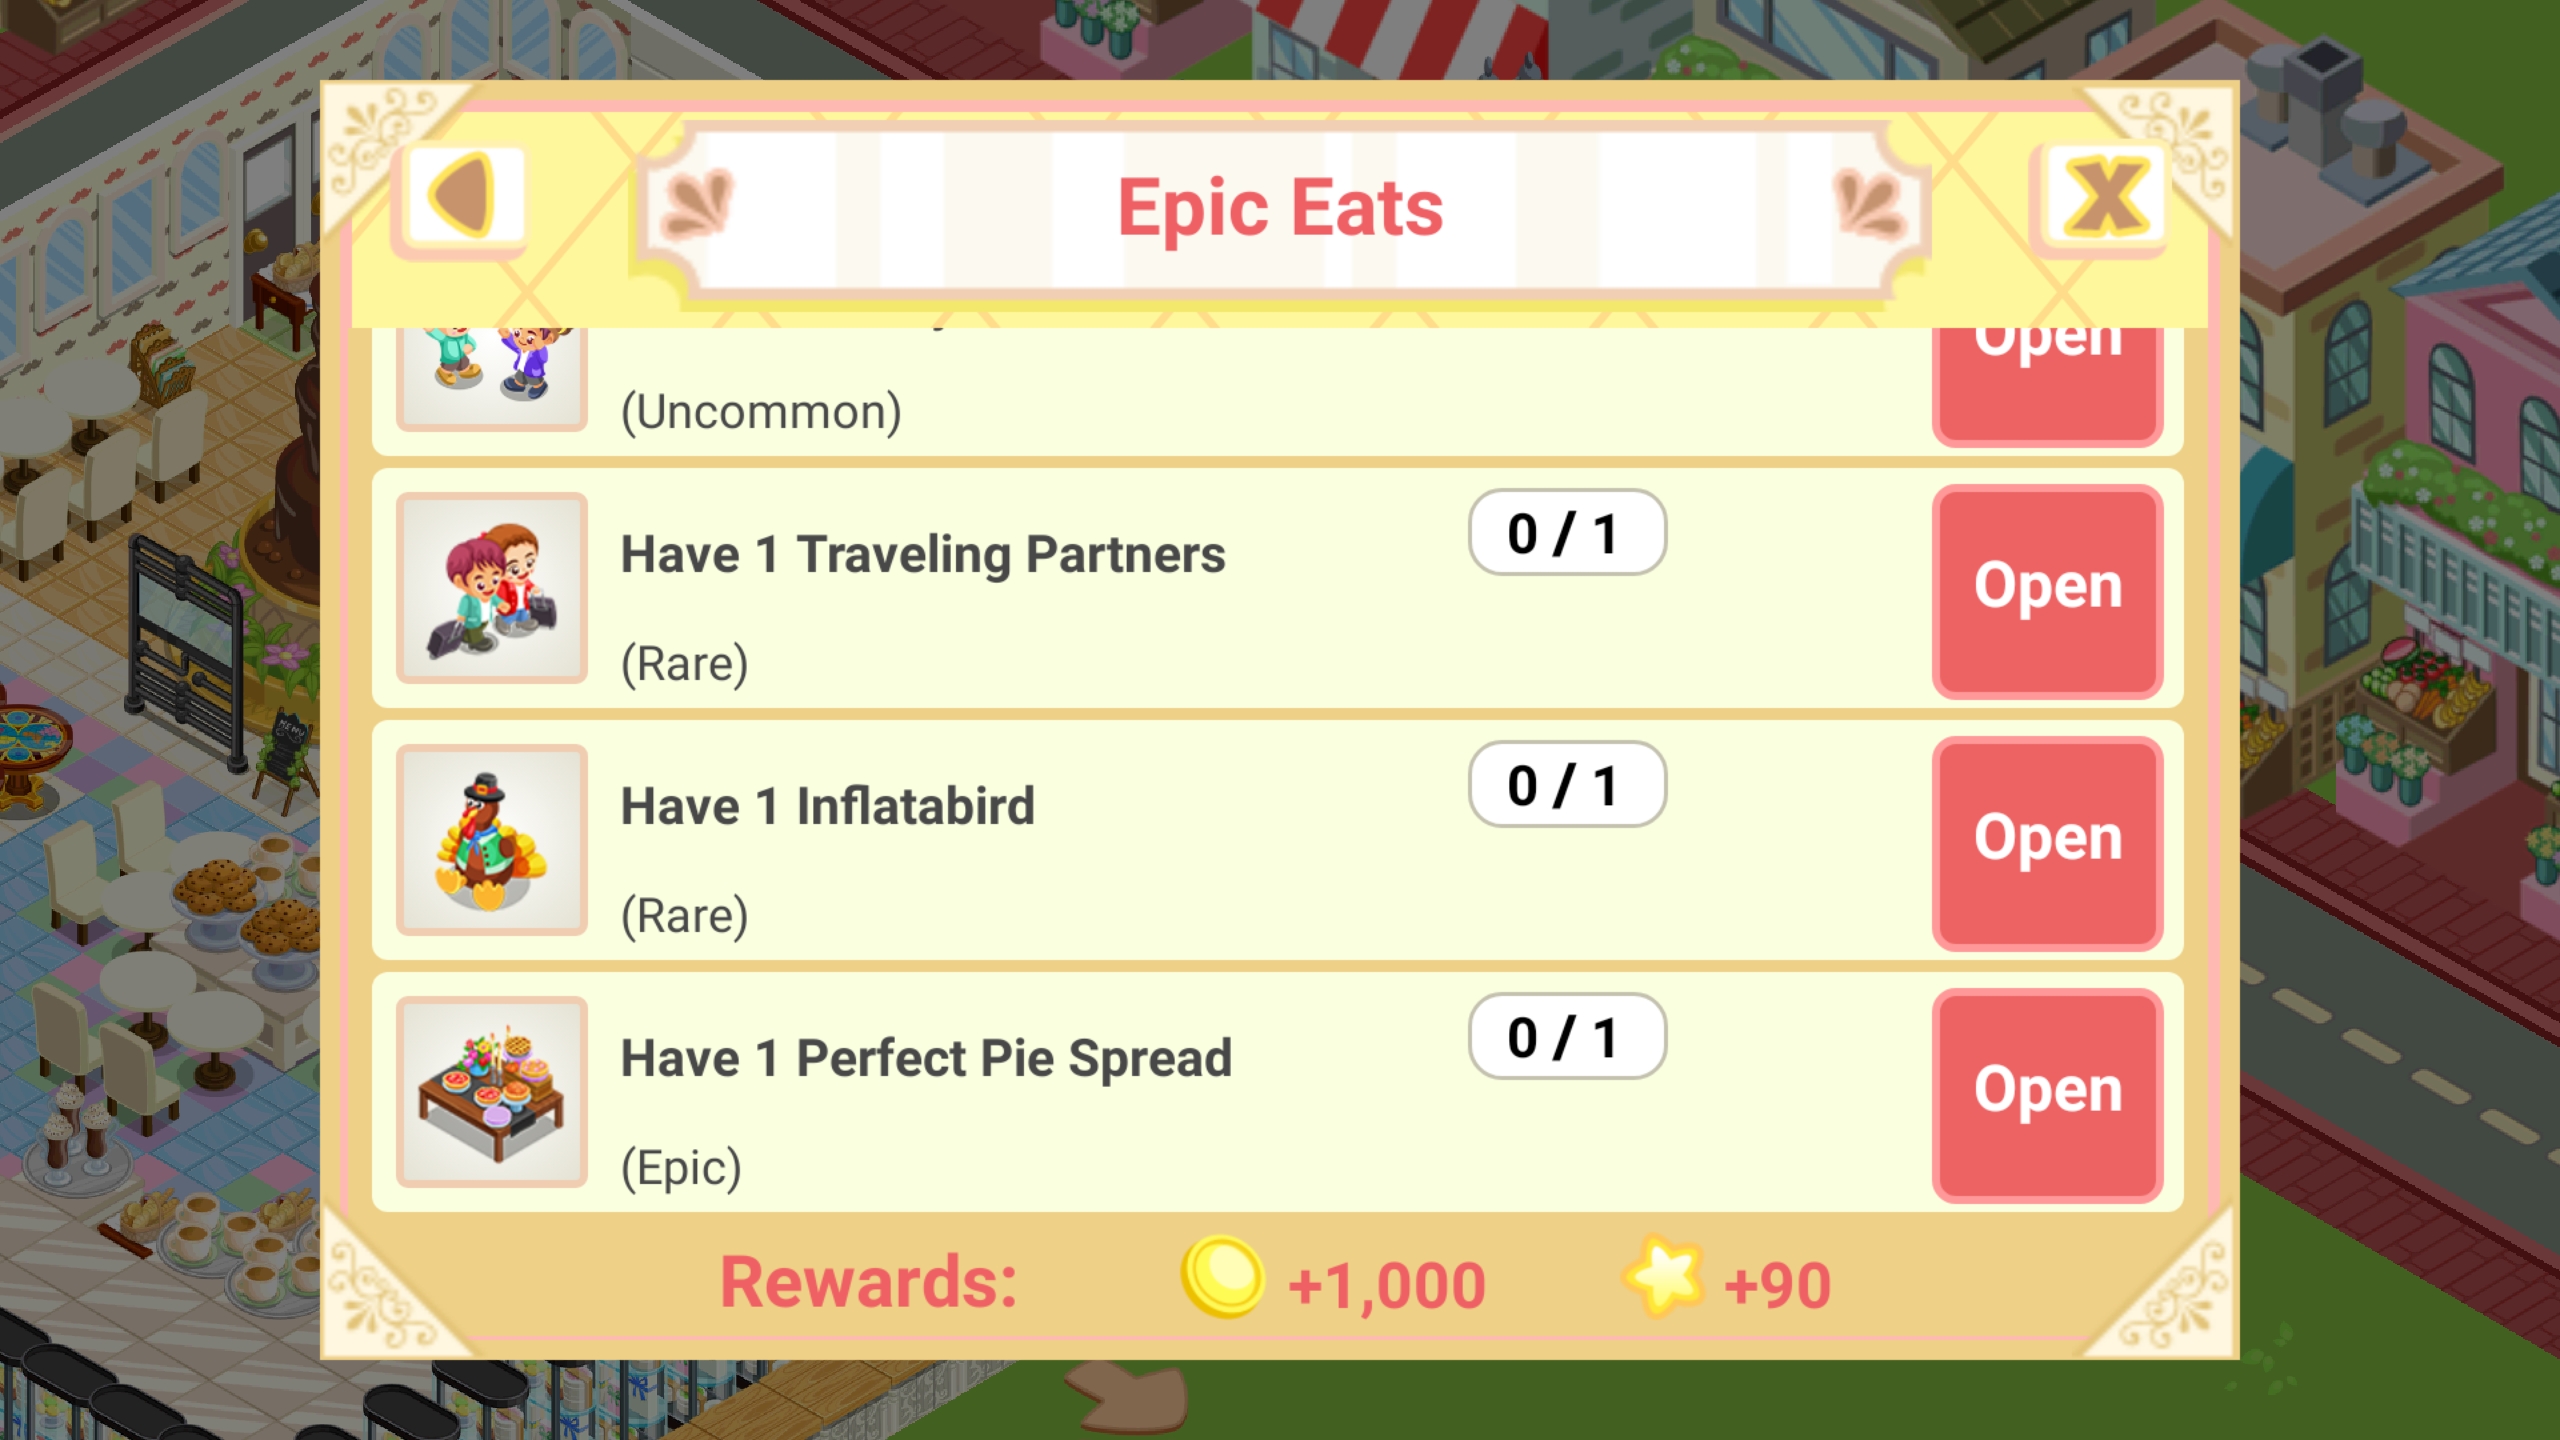 Epic Eats
Open
(Uncommon)
Have 1 Traveling Partners
0 / 1
Open
(Rare)
Have 1 Inflatabird
0 / 1
Open
(Rare)
Have 1 Perfect Pie Spread
0 / 1
Open
(Epic)
Rewards: +1,000 +90
MENU